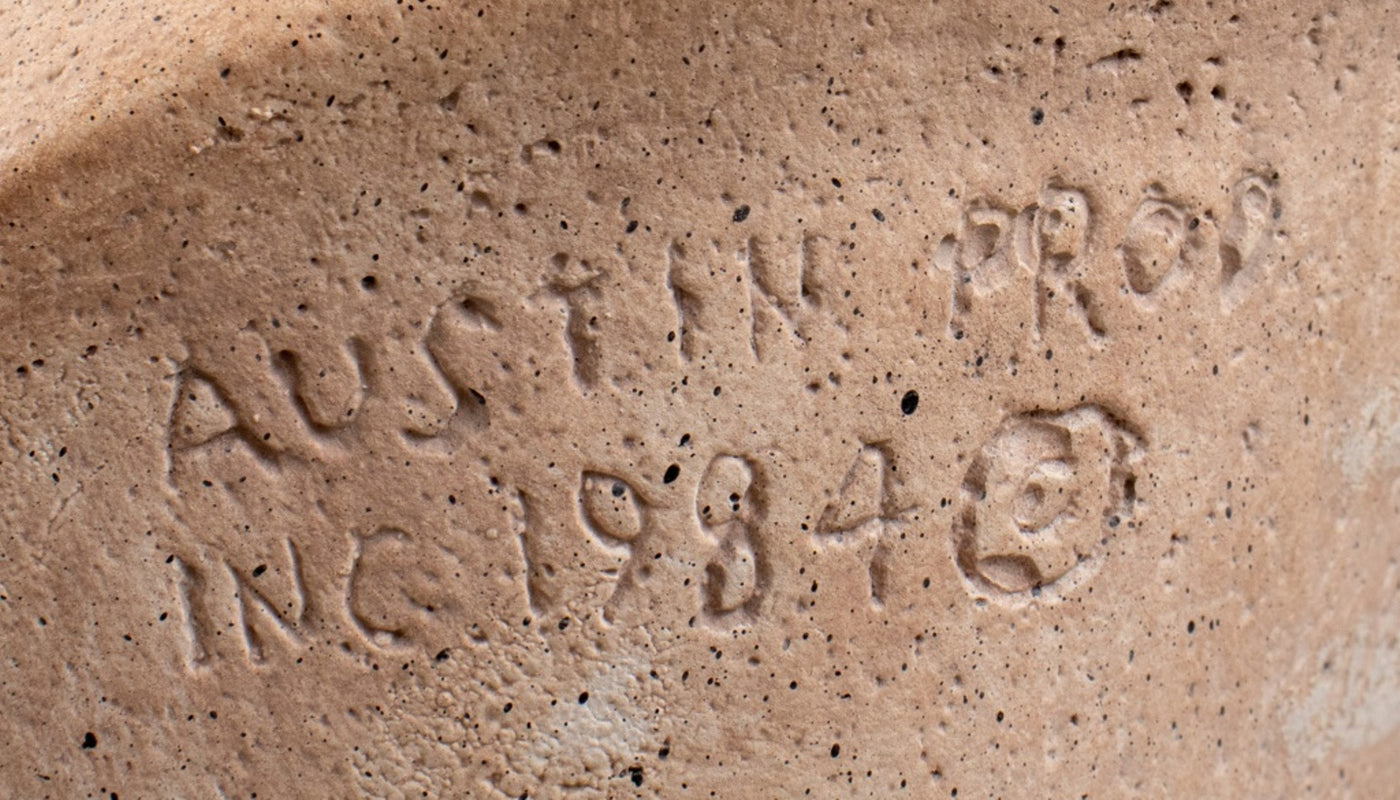 AUSTIN PROD
INC 1984 ©